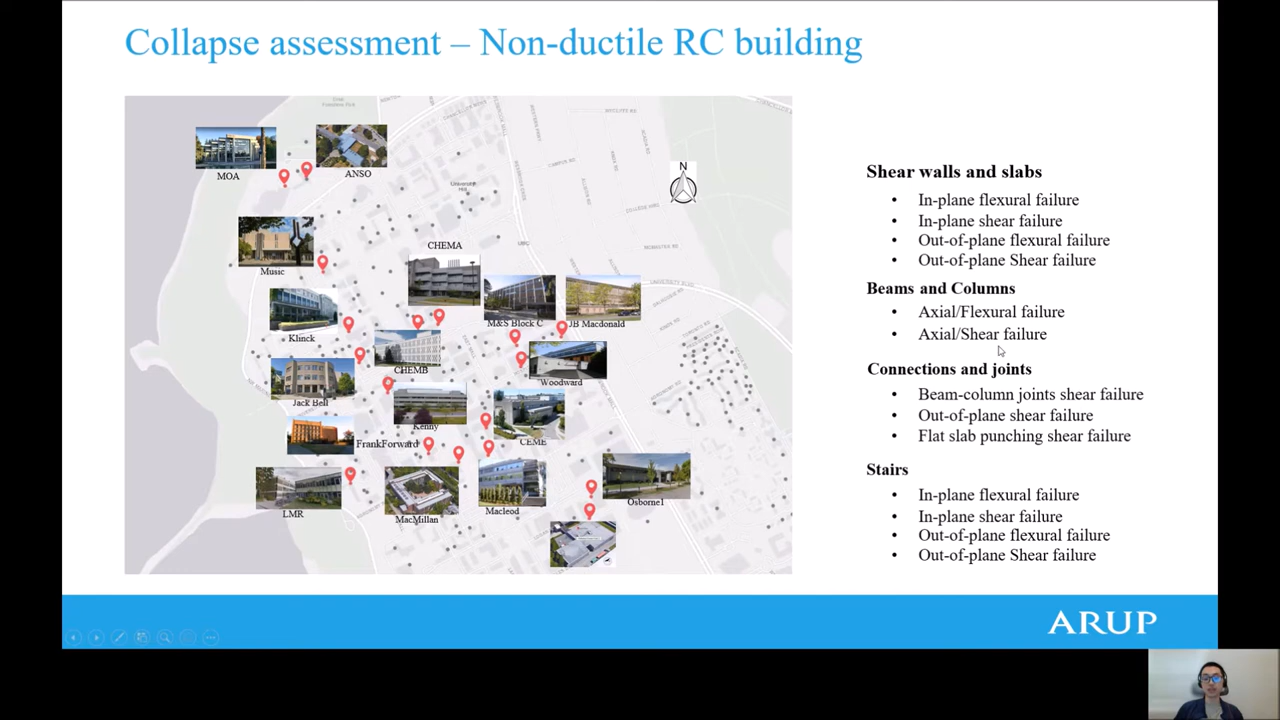 Collapse assessment – Non-ductile RC building
MOA
ANSO
N
University
Hill
CHEMA
Music
M&S Block C
JB Macdonald
Klinck
CHEMB
Woodward
Jack Bell
Kenny
CEME
FrankForward
LMR
MacMillan
Macleod
Osborne1
Shear walls and slabs
• In-plane flexural failure
• In-plane shear failure
• Out-of-plane flexural failure
• Out-of-plane Shear failure
Beams and Columns
• Axial/Flexural failure
• Axial/Shear failure
Connections and joints
• Beam-column joints shear failure
• Out-of-plane shear failure
• Flat slab punching shear failure
Stairs
• In-plane flexural failure
• In-plane shear failure
• Out-of-plane flexural failure
• Out-of-plane Shear failure
ARUP